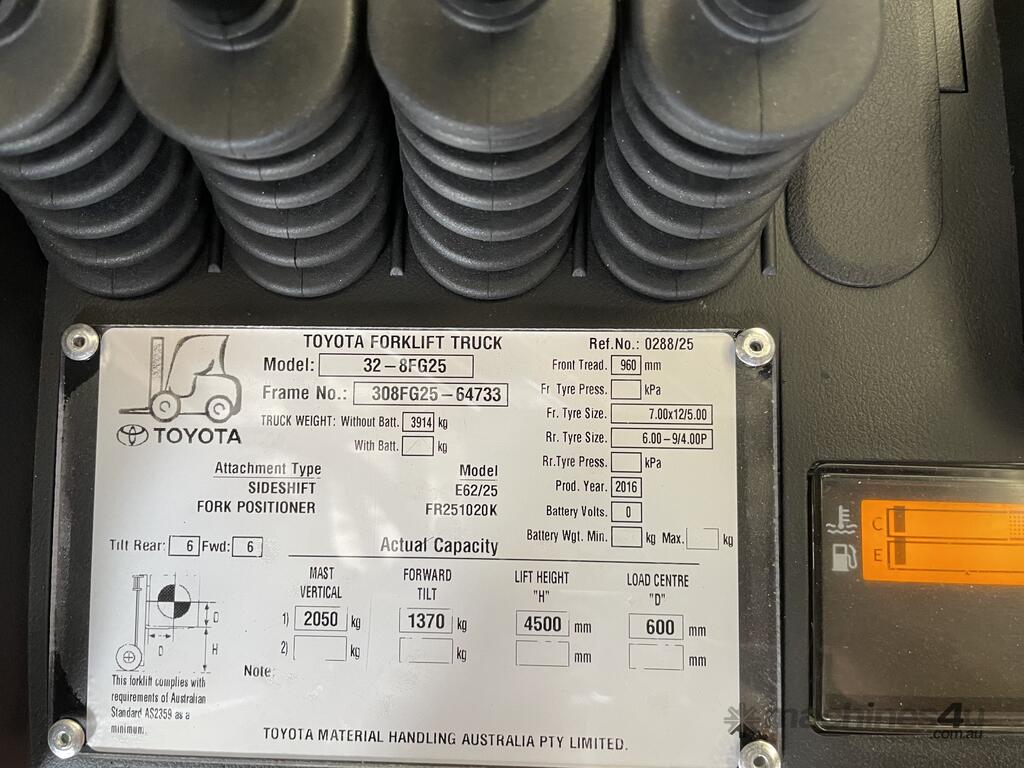 TOYOTA FORKLIFT TRUCK
Model: 32-8FG25
Frame No.: 308FG25-64733
TRUCK WEIGHT: Without Batt. 3914 kg
With Batt. kg
TOYOTA
Attachment Type Model
SIDESHIFT E62/25
FORK POSITIONER FR251020K
Ref.No.: 0288/25
Front Tread. 960 mm
Fr Tyre Press. kPa
Fr. Tyre Size. 7.00x12/5.00
Rr. Tyre Size. 6.00-9/4.00P
Rr.Tyre Press. kPa
Prod. Year. 2016
Battery Volts. 0
Battery Wgt. Min. kg Max. kg
Tilt Rear: 6 Fwd: 6
Actual Capacity
MAST VERTICAL FORWARD TILT LIFT HEIGHT "H" LOAD CENTRE "D"
1) 2050 kg 1370 kg 4500 mm 600 mm
2) kg kg mm mm
D
D H
Note:
This forklift complies with
requirements of Australian
Standard AS2359 as a
minimum.
TOYOTA MATERIAL HANDLING AUSTRALIA PTY LIMITED.
C
E
machines4u
.com.au